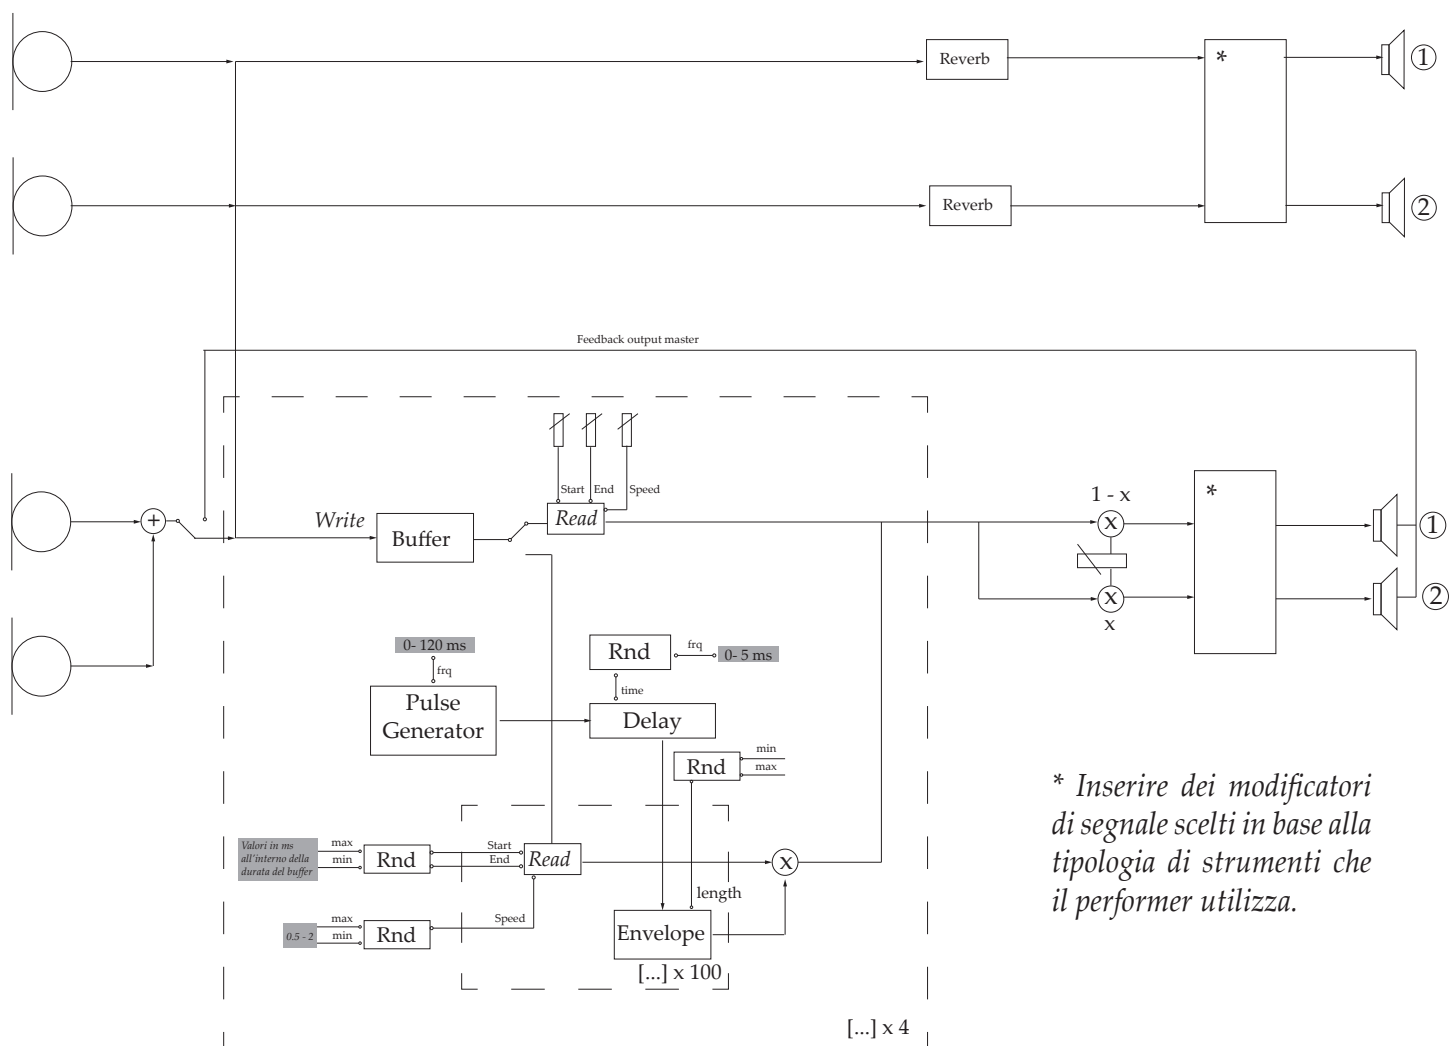 Reverb
*
1
Reverb
2
Feedback output master
Start
End
Speed
Write
Buffer
Read
+
1 - x
x
x
x
*
1
2
0- 120 ms
frq
Pulse
Generator
Rnd
frq
0- 5 ms
time
Delay
Rnd
min
max
Valori in ms
all'interno della
durata del buffer
max
min
Rnd
Start
End
Read
x
length
Speed
0.5 - 2
max
min
Rnd
Envelope
[...] x 100
[...] x 4
* Inserire dei modificatori
di segnale scelti in base alla
tipologia di strumenti che
il performer utilizza.